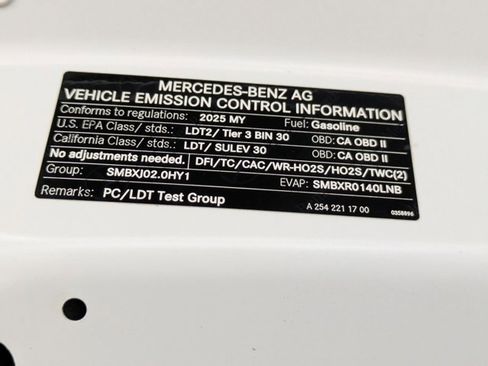 MERCEDES-BENZ AG
VEHICLE EMISSION CONTROL INFORMATION
Conforms to regulations: 2025 MY Fuel: Gasoline
U.S. EPA Class/ stds.: LDT2/ Tier 3 BIN 30 OBD: CA OBD II
California Class/ stds.: LDT/ SULEV 30 OBD: CA OBD II
No adjustments needed. DFI/TC/CAC/WR-HO2S/HO2S/TWC(2)
Group: SMBXJ02.0HY1 EVAP: SMBXR0140LNB
Remarks: PC/LDT Test Group
A 254 221 17 00 0358896